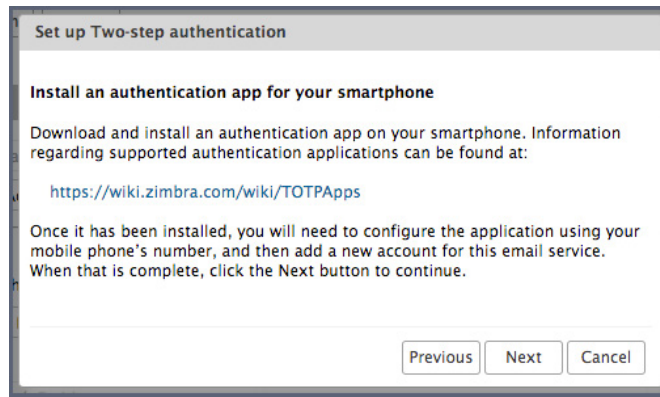 Set up Two-step authentication
Install an authentication app for your smartphone
Download and install an authentication app on your smartphone. Information
regarding supported authentication applications can be found at:
https://wiki.zimbra.com/wiki/TOTPApps
Once it has been installed, you will need to configure the application using your
mobile phone's number, and then add a new account for this email service.
When that is complete, click the Next button to continue.
Previous Next Cancel